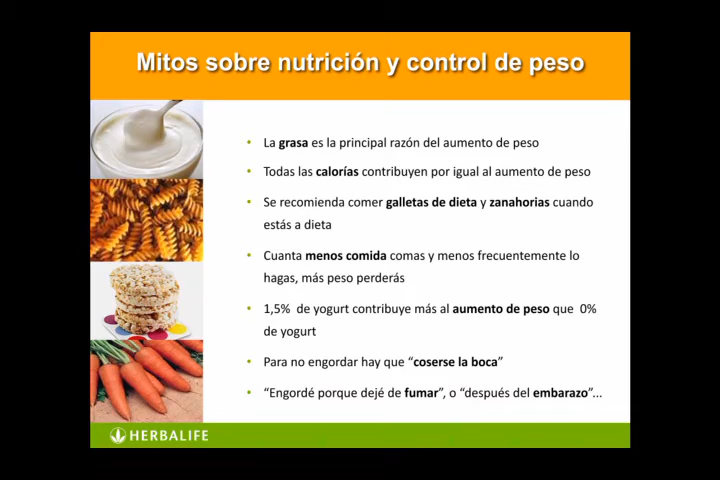 Mitos sobre nutrición y control de peso
• La grasa es la principal razón del aumento de peso
• Todas las calorías contribuyen por igual al aumento de peso
• Se recomienda comer galletas de dieta y zanahorias cuando
estás a dieta
• Cuanta menos comida comas y menos frecuentemente lo
hagas, más peso perderás
• 1,5% de yogurt contribuye más al aumento de peso que 0%
de yogurt
• Para no engordar hay que “coserse la boca”
• “Engordé porque dejé de fumar”, o “después del embarazo”...
HERBALIFE